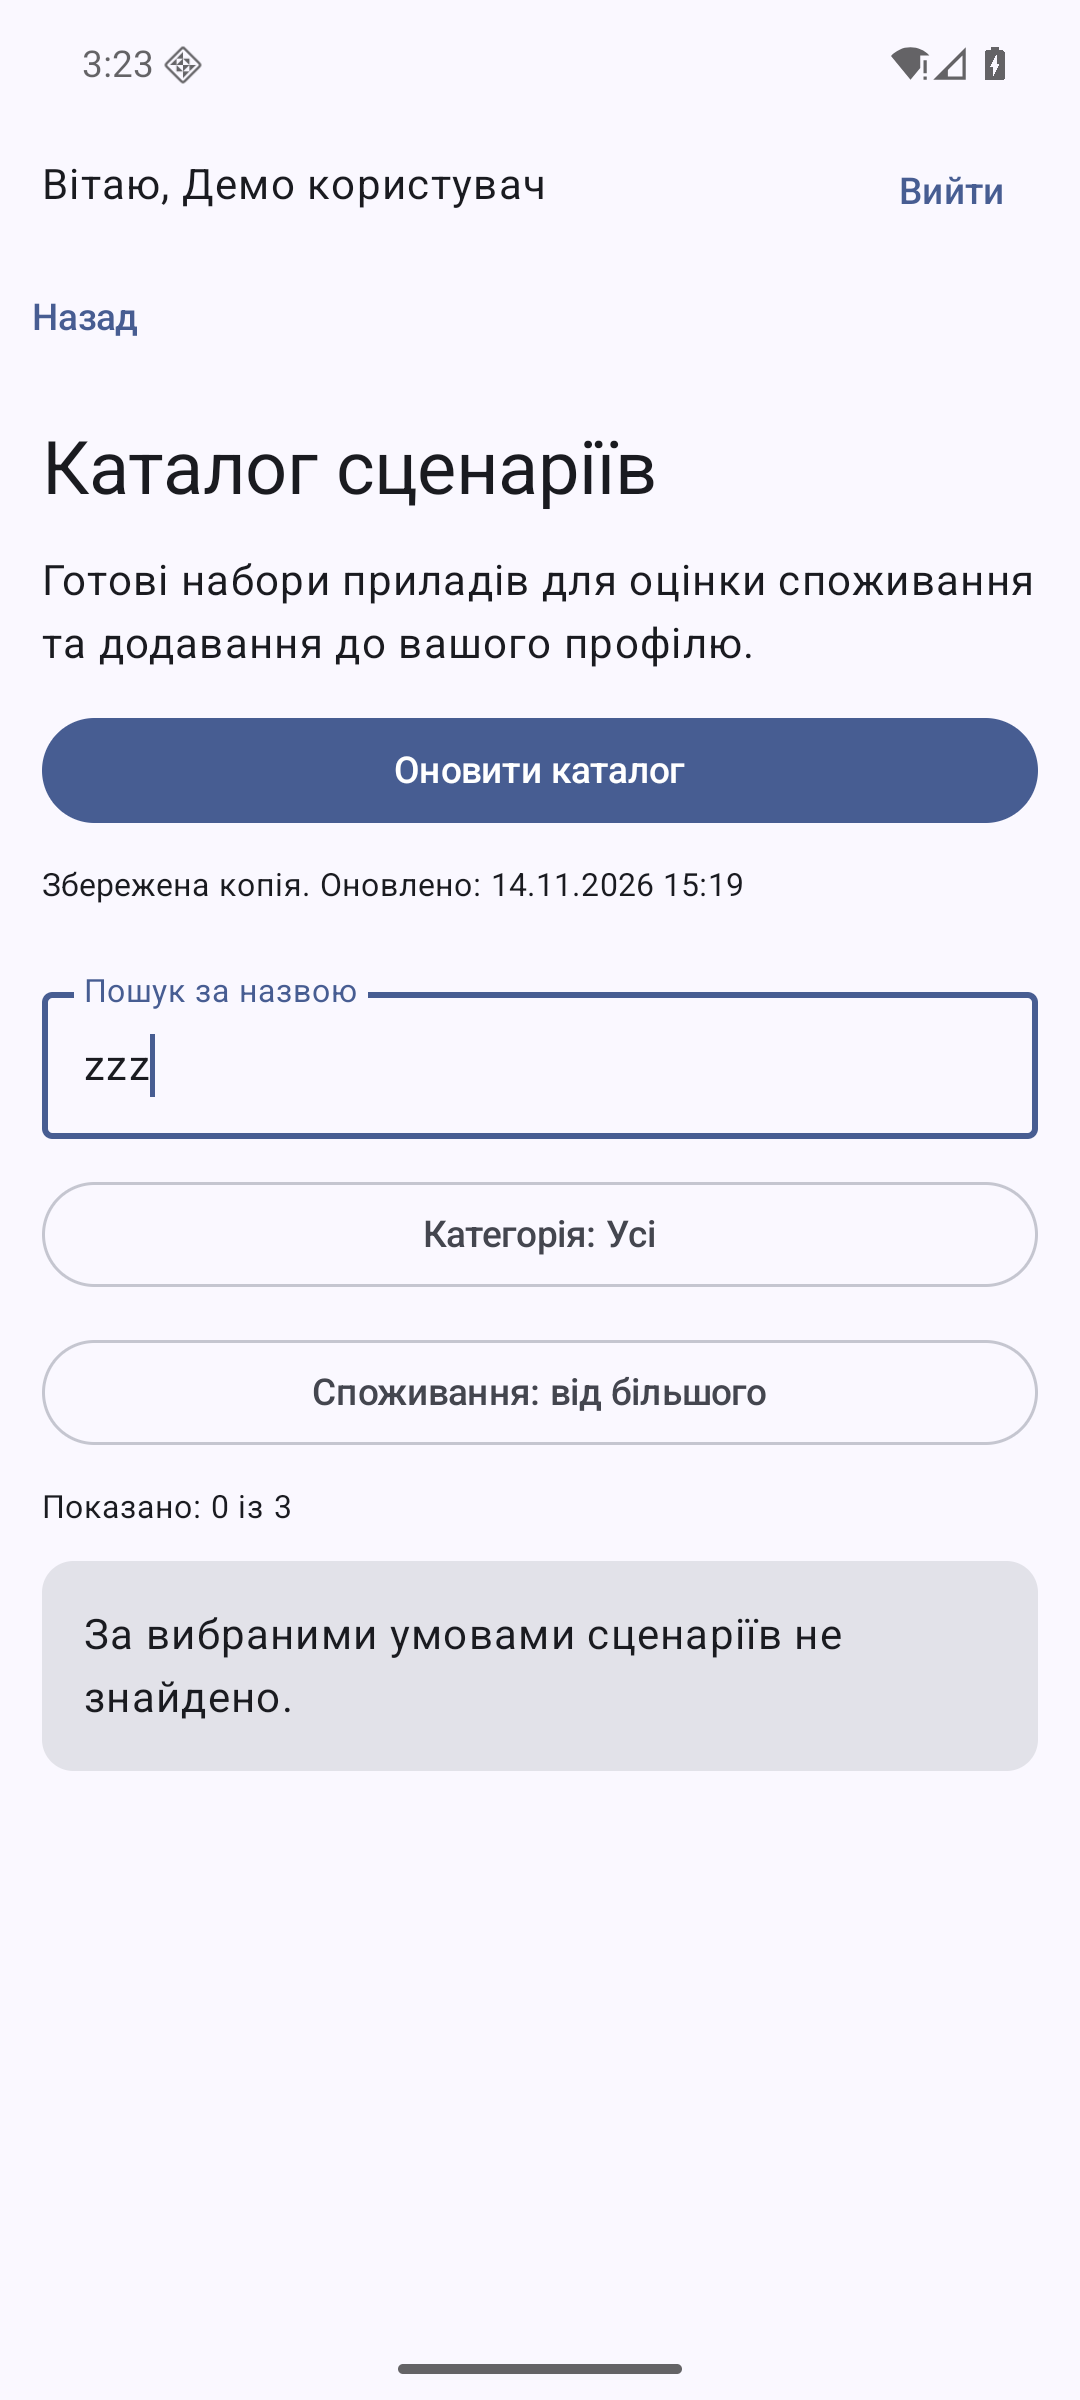 3:23
Вітаю, Демо користувач
Вийти
Назад
Каталог сценаріїв
Готові набори приладів для оцінки споживання
та додавання до вашого профілю.
Оновити каталог
Збережена копія. Оновлено: 14.11.2026 15:19
Пошук за назвою
zzz
Категорія: Усі
Споживання: від більшого
Показано: 0 із 3
За вибраними умовами сценаріїв не
знайдено.